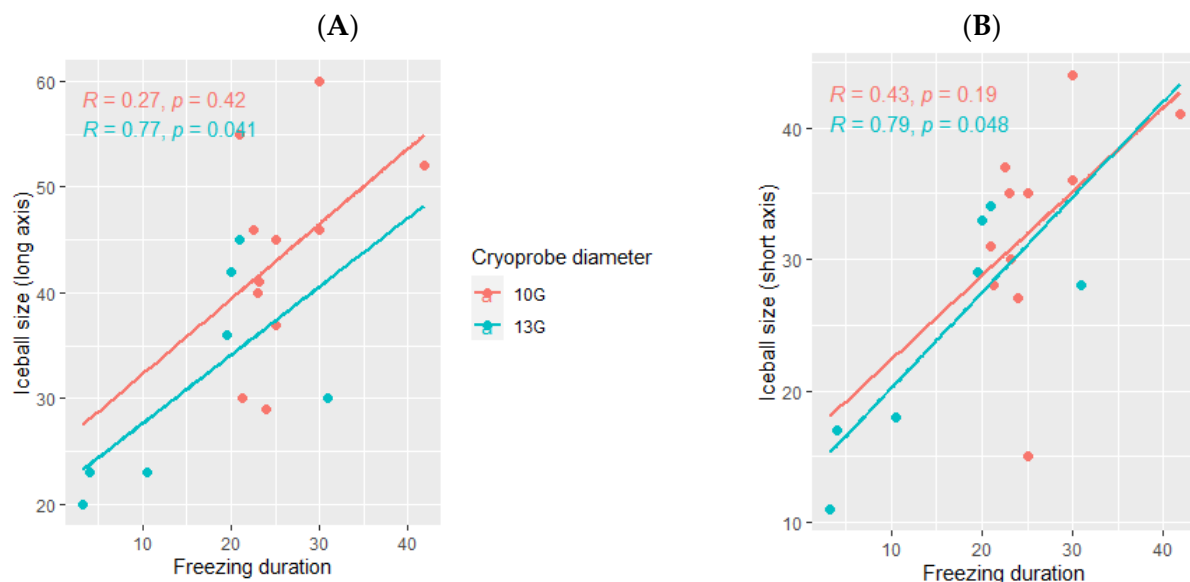 (A)
R = 0.27, p = 0.42
R = 0.77, p = 0.041
60
50
40
30
20
10 20 30 40
Iceball size (long axis)
Freezing duration
Cryoprobe diameter
10G
13G
(B)
R = 0.43, p = 0.19
R = 0.79, p = 0.048
40
30
20
10
10 20 30 40
Iceball size (short axis)
Freezing duration